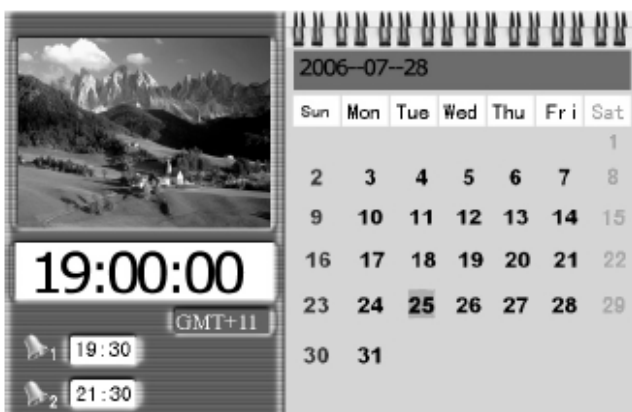 19:00:00
GMT+11
1 19:30
2 21:30
2006--07--28
Sun Mon Tue Wed Thu Fri Sat
1
2 3 4 5 6 7 8
9 10 11 12 13 14 15
16 17 18 19 20 21 22
23 24 25 26 27 28 29
30 31